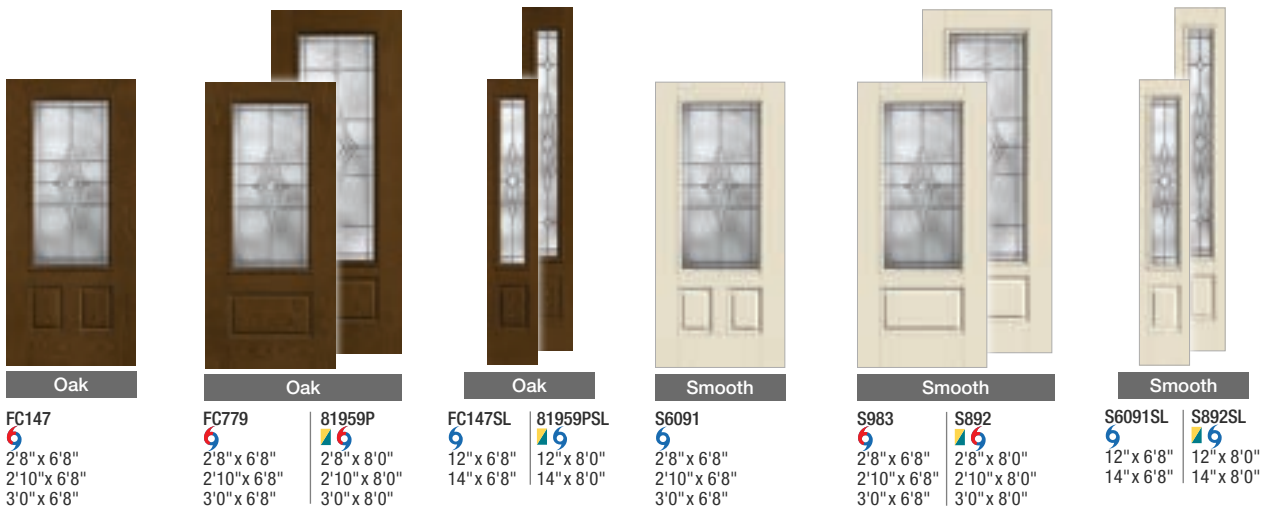 Oak
FC147
2'8" x 6'8"
2'10"x 6'8"
3'0"x 6'8"
Oak
FC779
2'8"x 6'8"
2'10"x 6'8"
3'0"x 6'8"
81959P
2'8"x 8'0"
2'10"x 8'0"
3'0"x 8'0"
Oak
FC147SL
12"x 6'8"
14"x 6'8"
81959PSL
12"x 8'0"
14"x 8'0"
Smooth
S6091
2'8"x 6'8"
2'10"x 6'8"
3'0"x 6'8"
Smooth
S983
2'8"x 6'8"
2'10"x 6'8"
3'0"x 6'8"
S892
2'8"x 8'0"
2'10"x 8'0"
3'0"x 8'0"
Smooth
S6091SL
12"x 6'8"
14"x 6'8"
S892SL
12"x 8'0"
14"x 8'0"